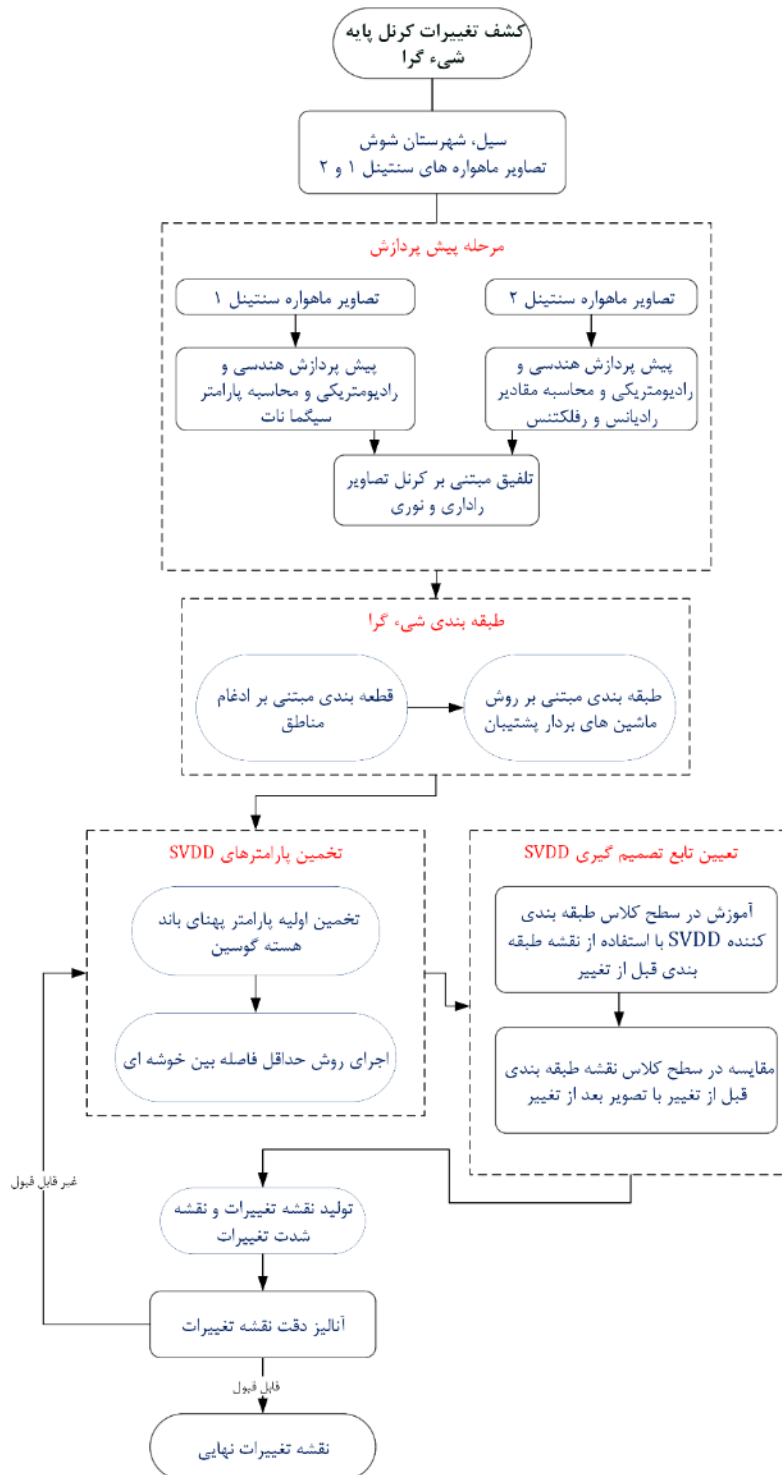 کشف تغییرات کرنل پایه
شیء گرا
سیل، شهرستان شوش
تصاویر ماهواره های سنتینل ۱ و ۲
مرحله پیش پردازش
تصاویر ماهواره سنتینل ۲
تصاویر ماهواره سنتینل ۱
پیش پردازش هندسی و
رادیومتریکی و محاسبه مقادیر
رادیانس و رفلکتنس
پیش پردازش هندسی و
رادیومتریکی و محاسبه پارامتر
سیگما نات
تلفیق مبتنی بر کرنل تصاویر
راداری و نوری
طبقه بندی شیء گرا
قطعه بندی مبتنی بر ادغام
مناطق
طبقه بندی مبتنی بر روش
ماشین های بردار پشتیبان
تخمین پارامترهای SVDD
تخمین اولیه پارامتر پهنای باند
هسته گوسین
اجرای روش حداقل فاصله بین خوشه ای
تعیین تابع تصمیم گیری SVDD
آموزش در سطح کلاس طبقه بندی
کننده SVDD با استفاده از نقشه طبقه
بندی قبل از تغییر
مقایسه در سطح کلاس نقشه طبقه بندی
قبل از تغییر با تصویر بعد از تغییر
تولید نقشه تغییرات و نقشه
شدت تغییرات
آنالیز دقت نقشه تغییرات
غیر قابل قبول
قابل قبول
نقشه تغییرات نهایی